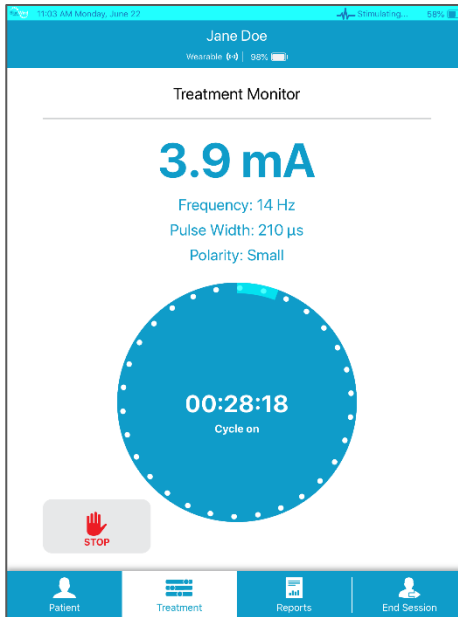 11:03 AM Monday, June 22 Stimulating... 58%
Jane Doe
Wearable 98%
Treatment Monitor
3.9 mA
Frequency: 14 Hz
Pulse Width: 210 µs
Polarity: Small
00:28:18
Cycle on
STOP
Patient Treatment Reports End Session